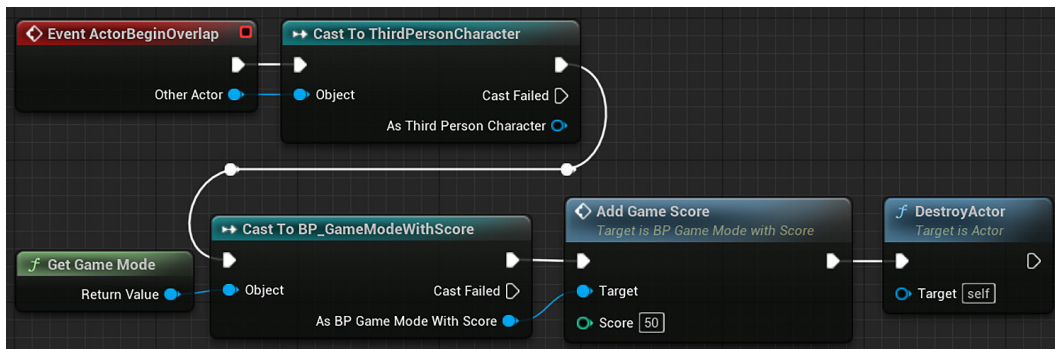 Event ActorBeginOverlap
Other Actor
Cast To ThirdPersonCharacter
Object
Cast Failed
As Third Person Character
Get Game Mode
Return Value
Cast To BP_GameModeWithScore
Object
Cast Failed
As BP Game Mode With Score
Add Game Score
Target is BP Game Mode with Score
Target
Score 50
DestroyActor
Target is Actor
Target self